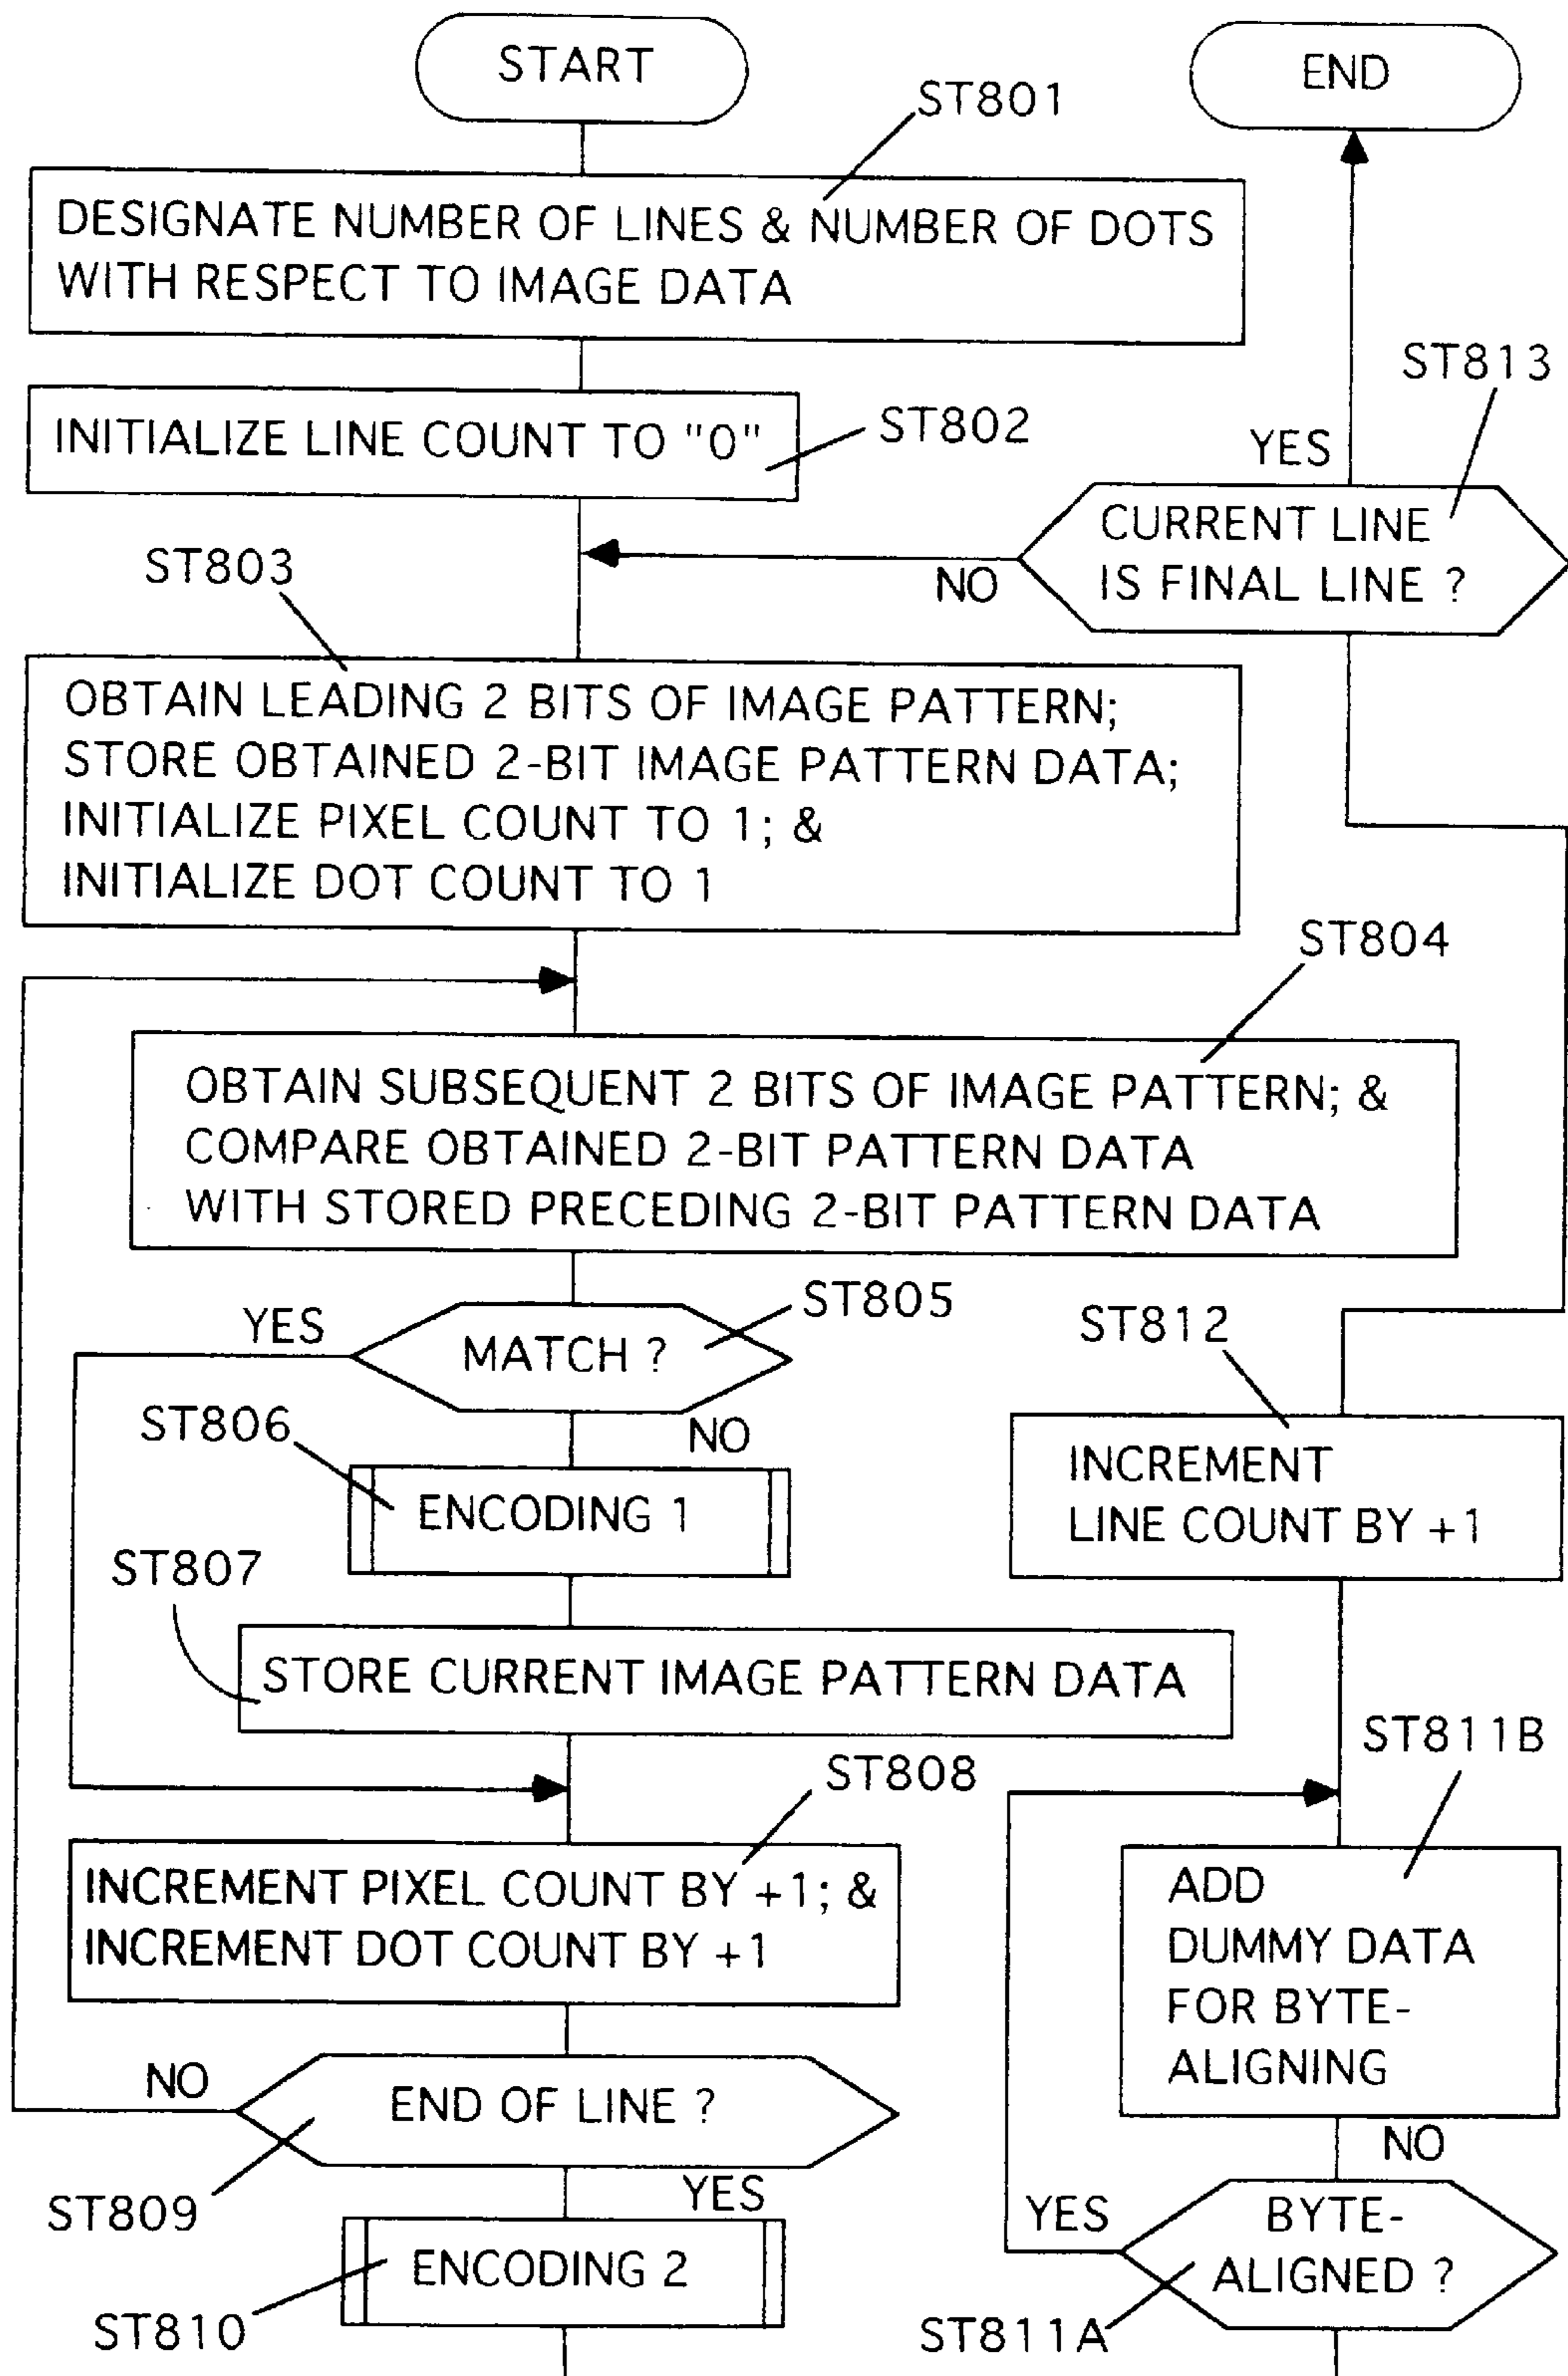 START
ST801
DESIGNATE NUMBER OF LINES & NUMBER OF DOTS
WITH RESPECT TO IMAGE DATA
INITIALIZE LINE COUNT TO "0"
ST802
ST803
OBTAIN LEADING 2 BITS OF IMAGE PATTERN;
STORE OBTAINED 2-BIT IMAGE PATTERN DATA;
INITIALIZE PIXEL COUNT TO 1; &
INITIALIZE DOT COUNT TO 1
ST804
OBTAIN SUBSEQUENT 2 BITS OF IMAGE PATTERN; &
COMPARE OBTAINED 2-BIT PATTERN DATA
WITH STORED PRECEDING 2-BIT PATTERN DATA
ST805
YES
MATCH ?
NO
ST806
ENCODING 1
ST807
STORE CURRENT IMAGE PATTERN DATA
ST808
INCREMENT PIXEL COUNT BY +1; &
INCREMENT DOT COUNT BY +1
NO
END OF LINE ?
ST809
YES
ENCODING 2
ST810
END
ST813
YES
CURRENT LINE
IS FINAL LINE ?
NO
ST812
INCREMENT
LINE COUNT BY +1
ST811B
ADD
DUMMY DATA
FOR BYTE-
ALIGNING
NO
YES
BYTE-
ALIGNED ?
ST811A